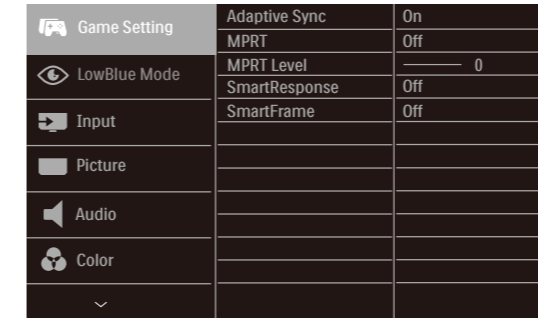 Game Setting
LowBlue Mode
Input
Picture
Audio
Color
Adaptive Sync On
MPRT Off
MPRT Level 0
SmartResponse Off
SmartFrame Off